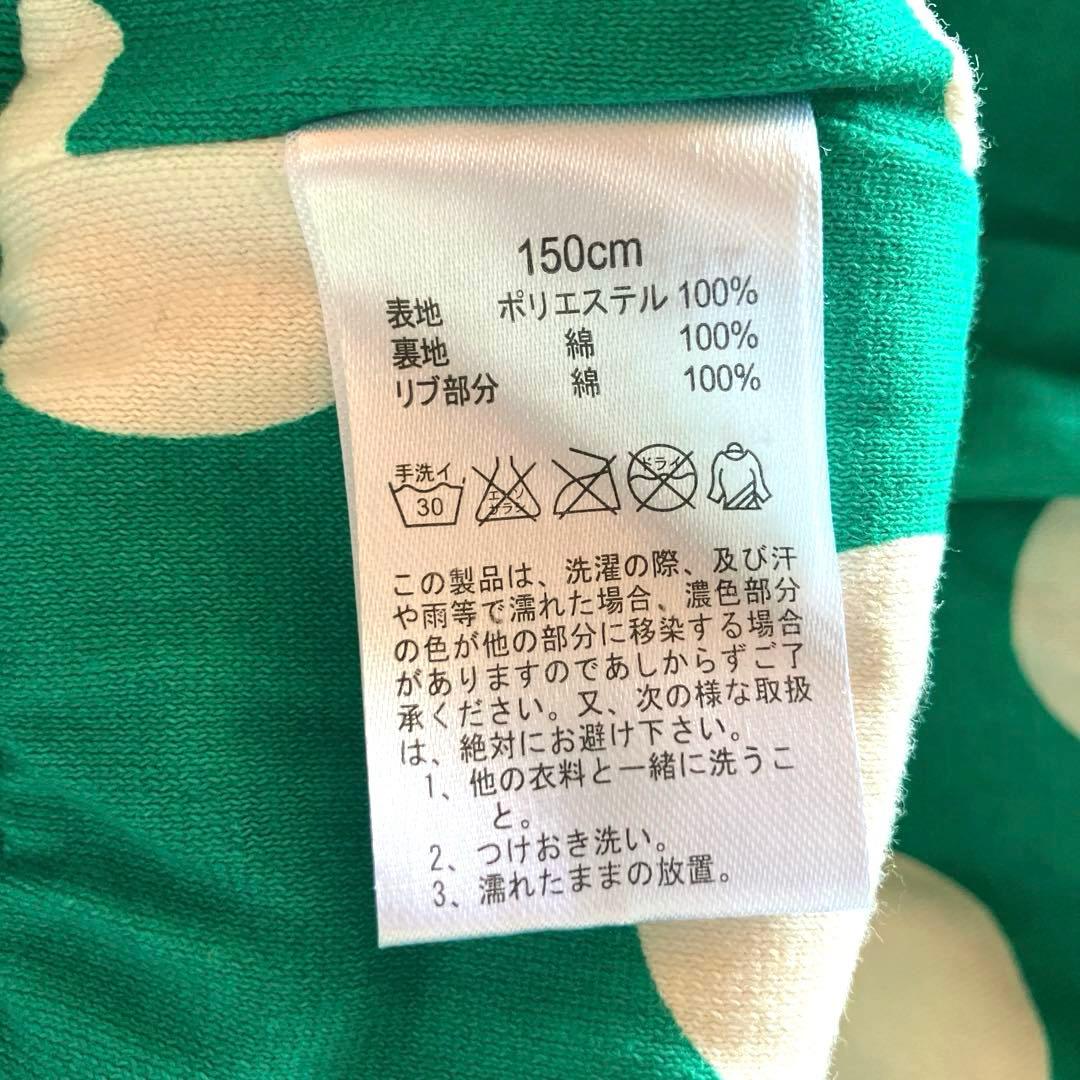 150cm
表地 ポリエステル 100%
裏地 綿 100%
リブ部分 綿 100%
手洗イ ドライ
30 エンソ サラシ
この製品は、洗濯の際、及び汗
や雨等で濡れた場合、濃色部分
の色が他の部分に移染する場合
がありますのであしからずご了
承ください。又、次の様な取扱
は、絶対にお避け下さい。
1、他の衣料と一緒に洗うこ
と。
2、つけおき洗い。
3、濡れたままの放置。